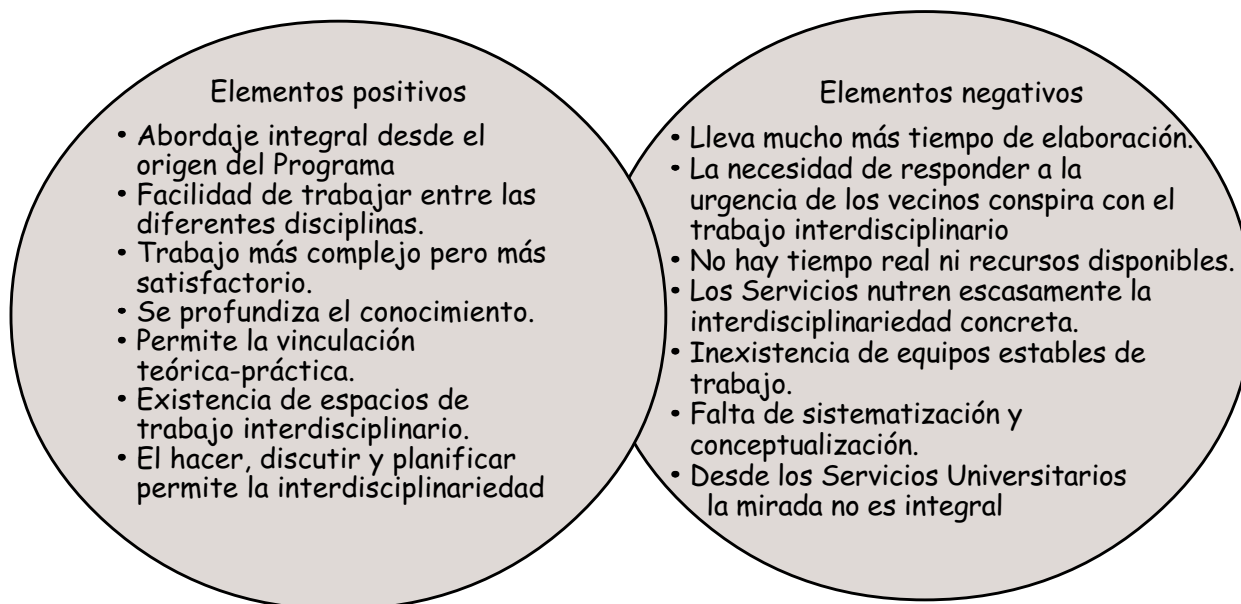 Elementos positivos
• Abordaje integral desde el
origen del Programa
• Facilidad de trabajar entre las
diferentes disciplinas.
• Trabajo más complejo pero más
satisfactorio.
• Se profundiza el conocimiento.
• Permite la vinculación
teórica-práctica.
• Existencia de espacios de
trabajo interdisciplinario.
• El hacer, discutir y planificar
permite la interdisciplinariedad
Elementos negativos
• Lleva mucho más tiempo de elaboración.
• La necesidad de responder a la
urgencia de los vecinos conspira con el
trabajo interdisciplinario
• No hay tiempo real ni recursos disponibles.
• Los Servicios nutren escasamente la
interdisciplinariedad concreta.
• Inexistencia de equipos estables de
trabajo.
• Falta de sistematización y
conceptualización.
• Desde los Servicios Universitarios
la mirada no es integral